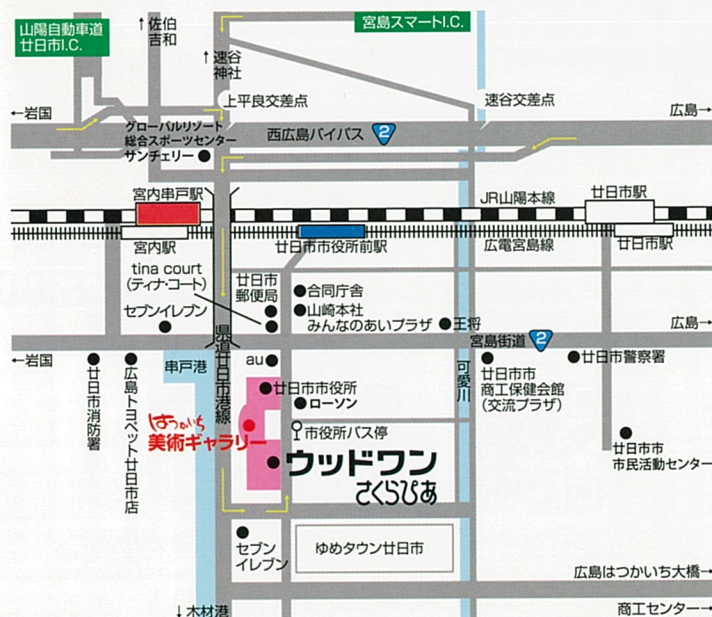 山陽自動車道
廿日市I.C.
↑佐伯
吉和
↑速谷
神社
宮島スマートI.C.
上平良交差点
速谷交差点
←岩国
広島→
グローバルリゾート
総合スポーツセンター
サンチェリー
西広島バイパス
2
宮内串戸駅
JR山陽本線
廿日市駅
宮内駅
廿日市市役所前駅
広電宮島線
廿日市駅
tina court
(ティナ・コート)
廿日市
郵便局
合同庁舎
山崎本社
みんなのあいプラザ
王将
セブンイレブン
県道廿日市港線
宮島街道
2
広島→
←岩国
廿日市消防署
広島トヨペット廿日市店
串戸港
au
廿日市市役所
ローソン
可愛川
廿日市市
商工保健会館
(交流プラザ)
廿日市警察署
はつかいち
美術ギャラリー
市役所バス停
廿日市市
市民活動センター
ウッドワン
さくらぴあ
セブン
イレブン
ゆめタウン廿日市
広島はつかいち大橋→
↓木材港
商工センター→